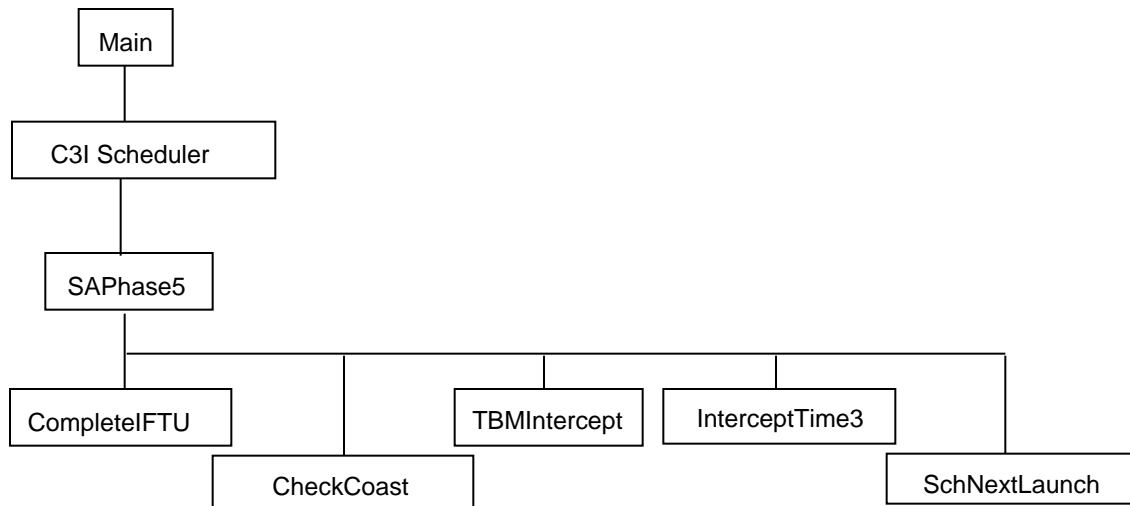 Main
C3I Scheduler
SAPhase5
CompleteIFTU
TBMIntercept
InterceptTime3
CheckCoast
SchNextLaunch